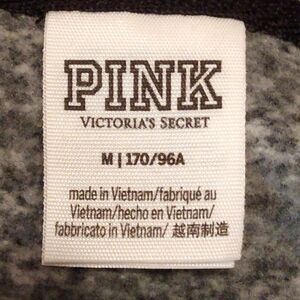 PINK
VICTORIA'S SECRET
M | 170/96A
made in Vietnam/fabriqué au
Vietnam/hecho en Vietnam/
fabbricato in Vietnam/ 越南制造